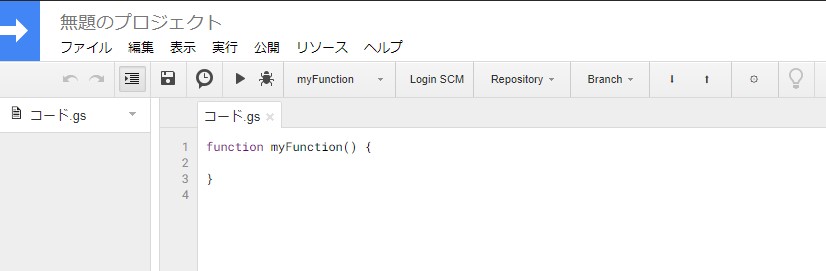 無題のプロジェクト
ファイル 編集 表示 実行 公開 リソース ヘルプ
myFunction Login SCM Repository Branch
コード.gs
コード.gs
1 function myFunction() {
2
3 }
4